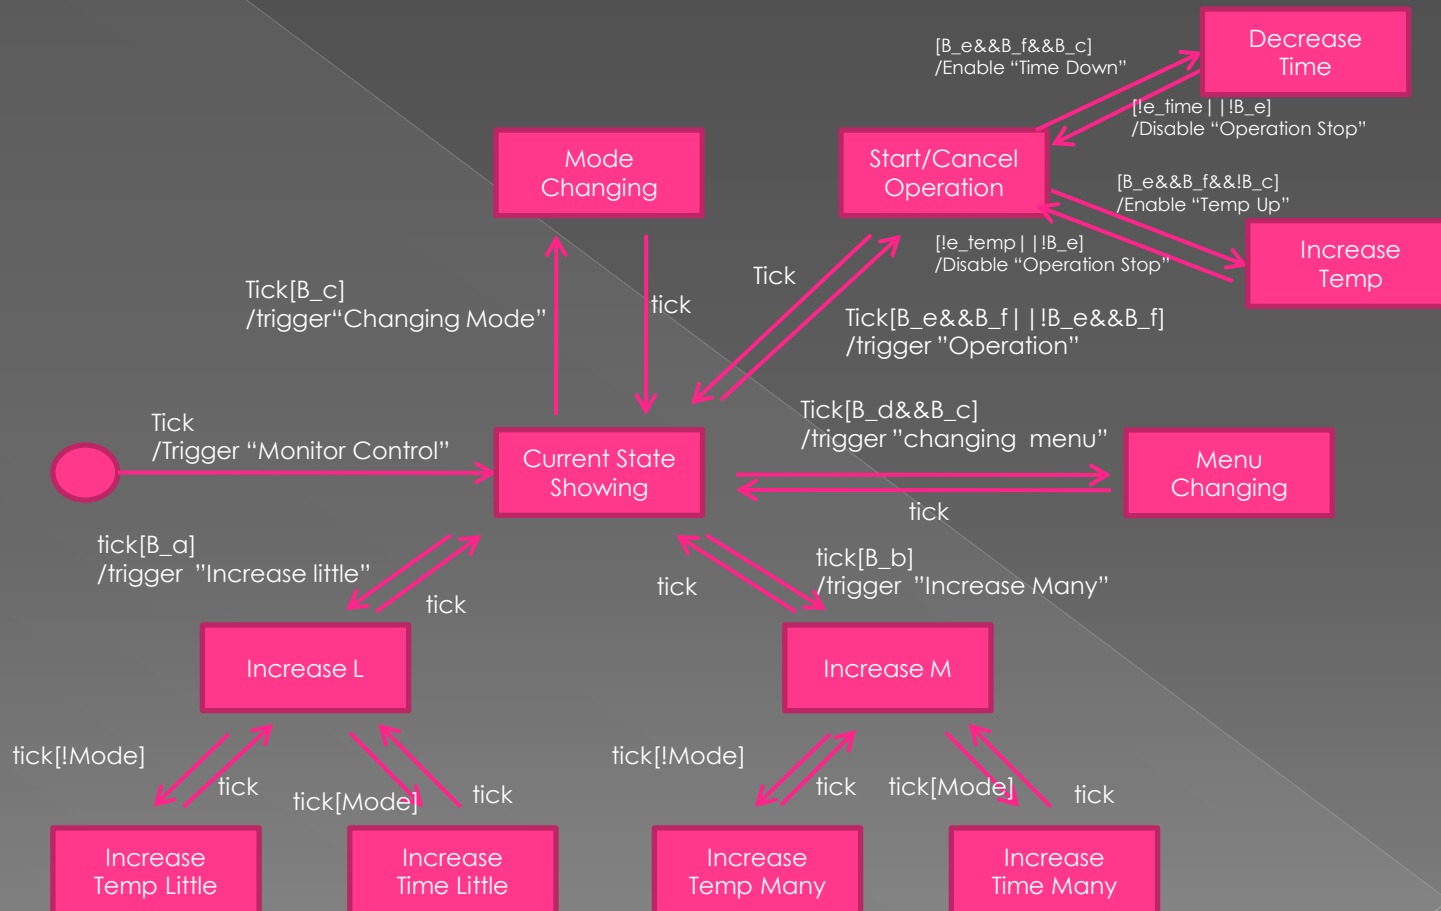 [B_e&&B_f&&B_c]
/Enable “Time Down”
Decrease
Time
[!e_time||!B_e]
/Disable “Operation Stop”
Mode
Changing
Start/Cancel
Operation
[B_e&&B_f&&!B_c]
/Enable “Temp Up”
[!e_temp||!B_e]
/Disable “Operation Stop”
Increase
Temp
Tick[B_c]
/trigger“Changing Mode”
tick
Tick
Tick[B_e&&B_f||!B_e&&B_f]
/trigger ”Operation”
Tick
/Trigger “Monitor Control”
Current State
Showing
Tick[B_d&&B_c]
/trigger ”changing menu”
Menu
Changing
tick
tick[B_a]
/trigger ”Increase little”
tick
tick
tick[B_b]
/trigger ”Increase Many”
Increase L
Increase M
tick[!Mode]
tick
tick[Mode]
tick
tick[!Mode]
tick
tick[Mode]
tick
Increase
Temp Little
Increase
Time Little
Increase
Temp Many
Increase
Time Many